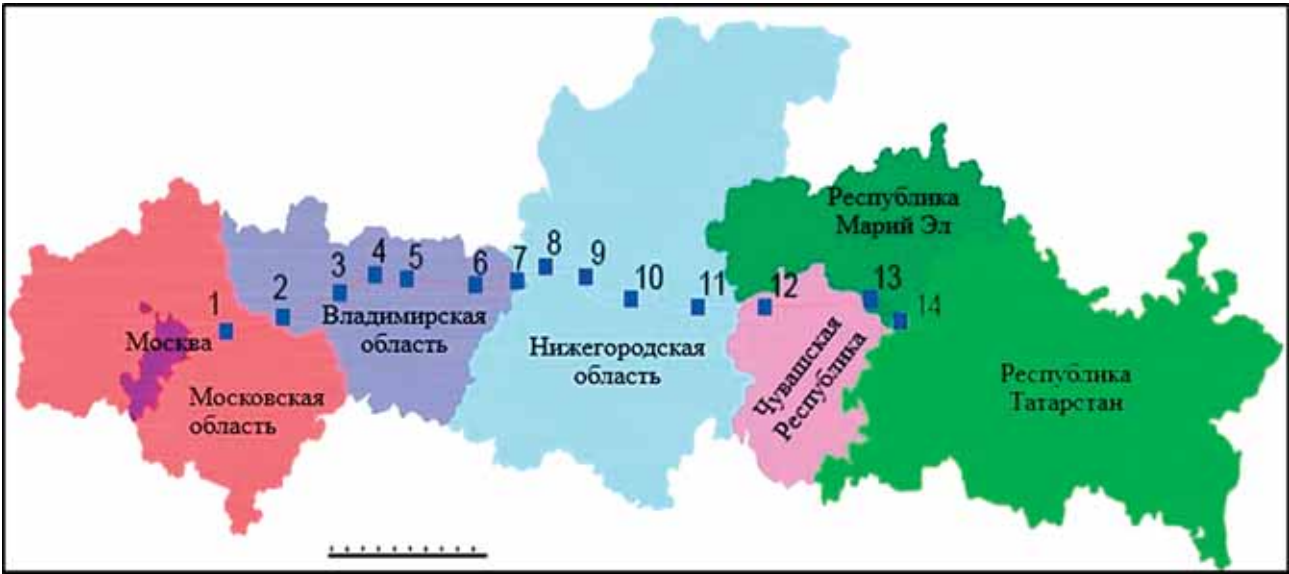 Республика
Марий Эл
1
2
3
4
5
6
7
8
9
10
11
12
13
14
Москва
Московская
область
Владимирская
область
Нижегородская
область
Чувашская
Республика
Республика
Татарстан